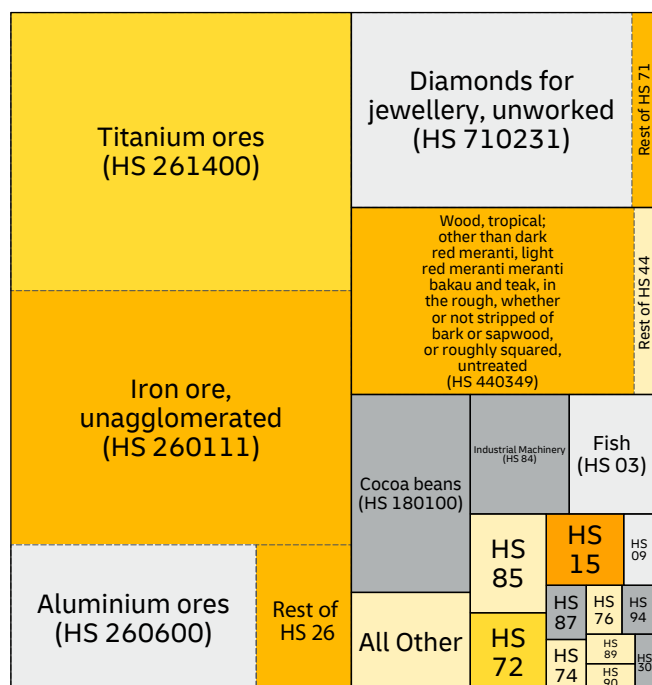 Titanium ores
(HS 261400)
Iron ore,
unagglomerated
(HS 260111)
Aluminium ores
(HS 260600)
Rest of
HS 26
Diamonds for
jewellery, unworked
(HS 710231)
Rest of HS 71
Wood, tropical;
other than dark
red meranti, light
red meranti meranti
bakau and teak, in
the rough, whether
or not stripped of
bark or sapwood,
or roughly squared,
untreated
(HS 440349)
Rest of HS 44
Cocoa beans
(HS 180100)
All Other
Industrial Machinery
(HS 84)
Fish
(HS 03)
HS
85
HS
72
HS
15
HS
09
HS
87
HS
76
HS
94
HS
74
HS
89
HS
90
HS
30